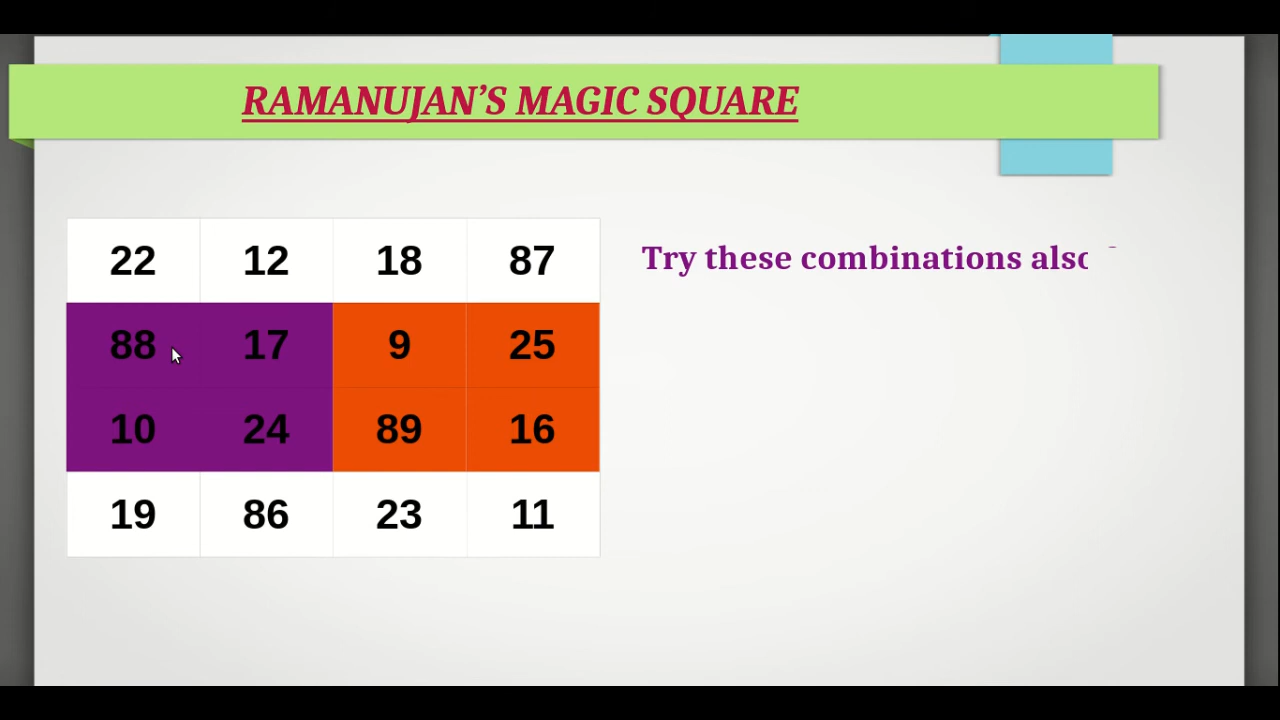 RAMANUJAN’S MAGIC SQUARE
22 12 18 87
Try these combinations
88 17 9 25
10 24 89 16
19 86 23 11